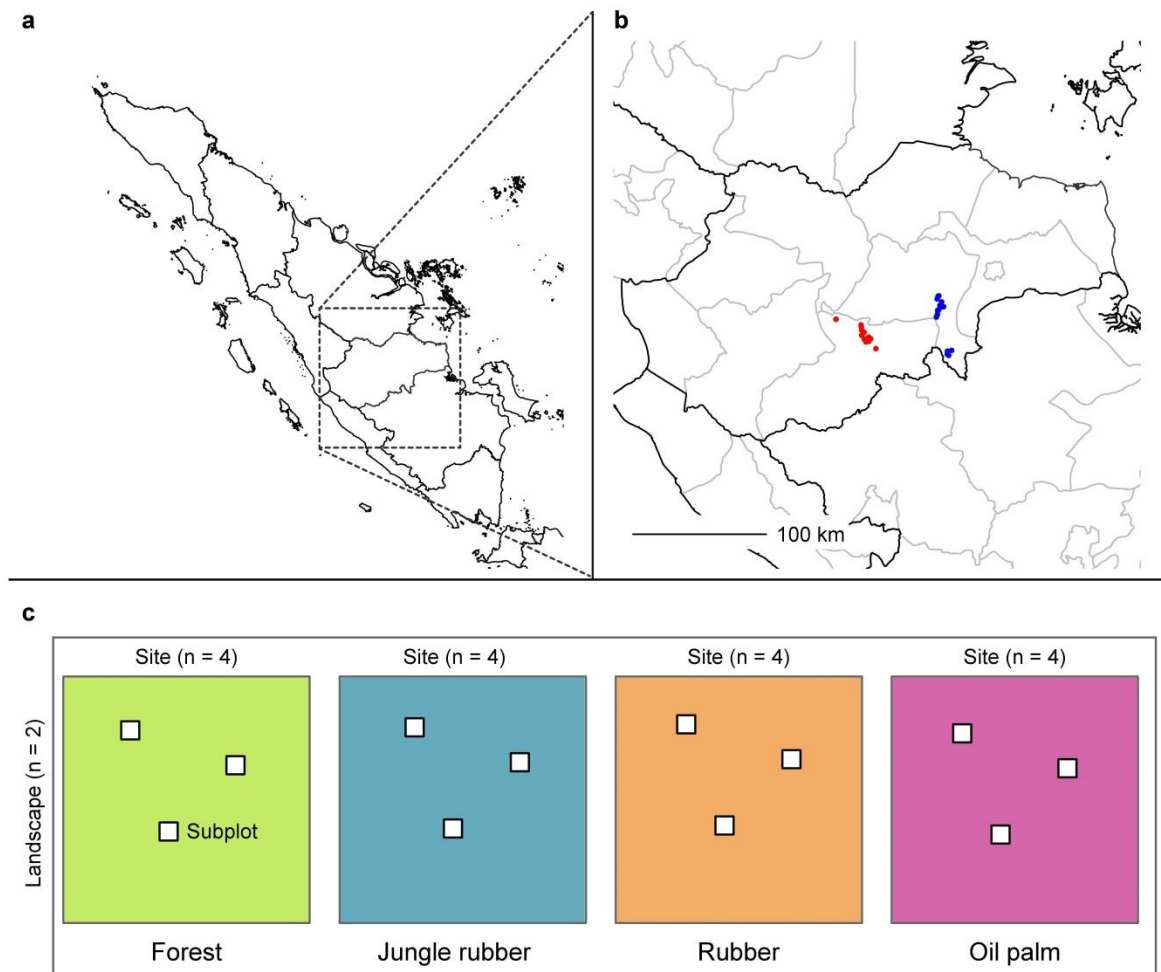 a
b
100 km
c
Site (n = 4)
Site (n = 4)
Site (n = 4)
Site (n = 4)
Landscape (n = 2)
Subplot
Forest
Jungle rubber
Rubber
Oil palm